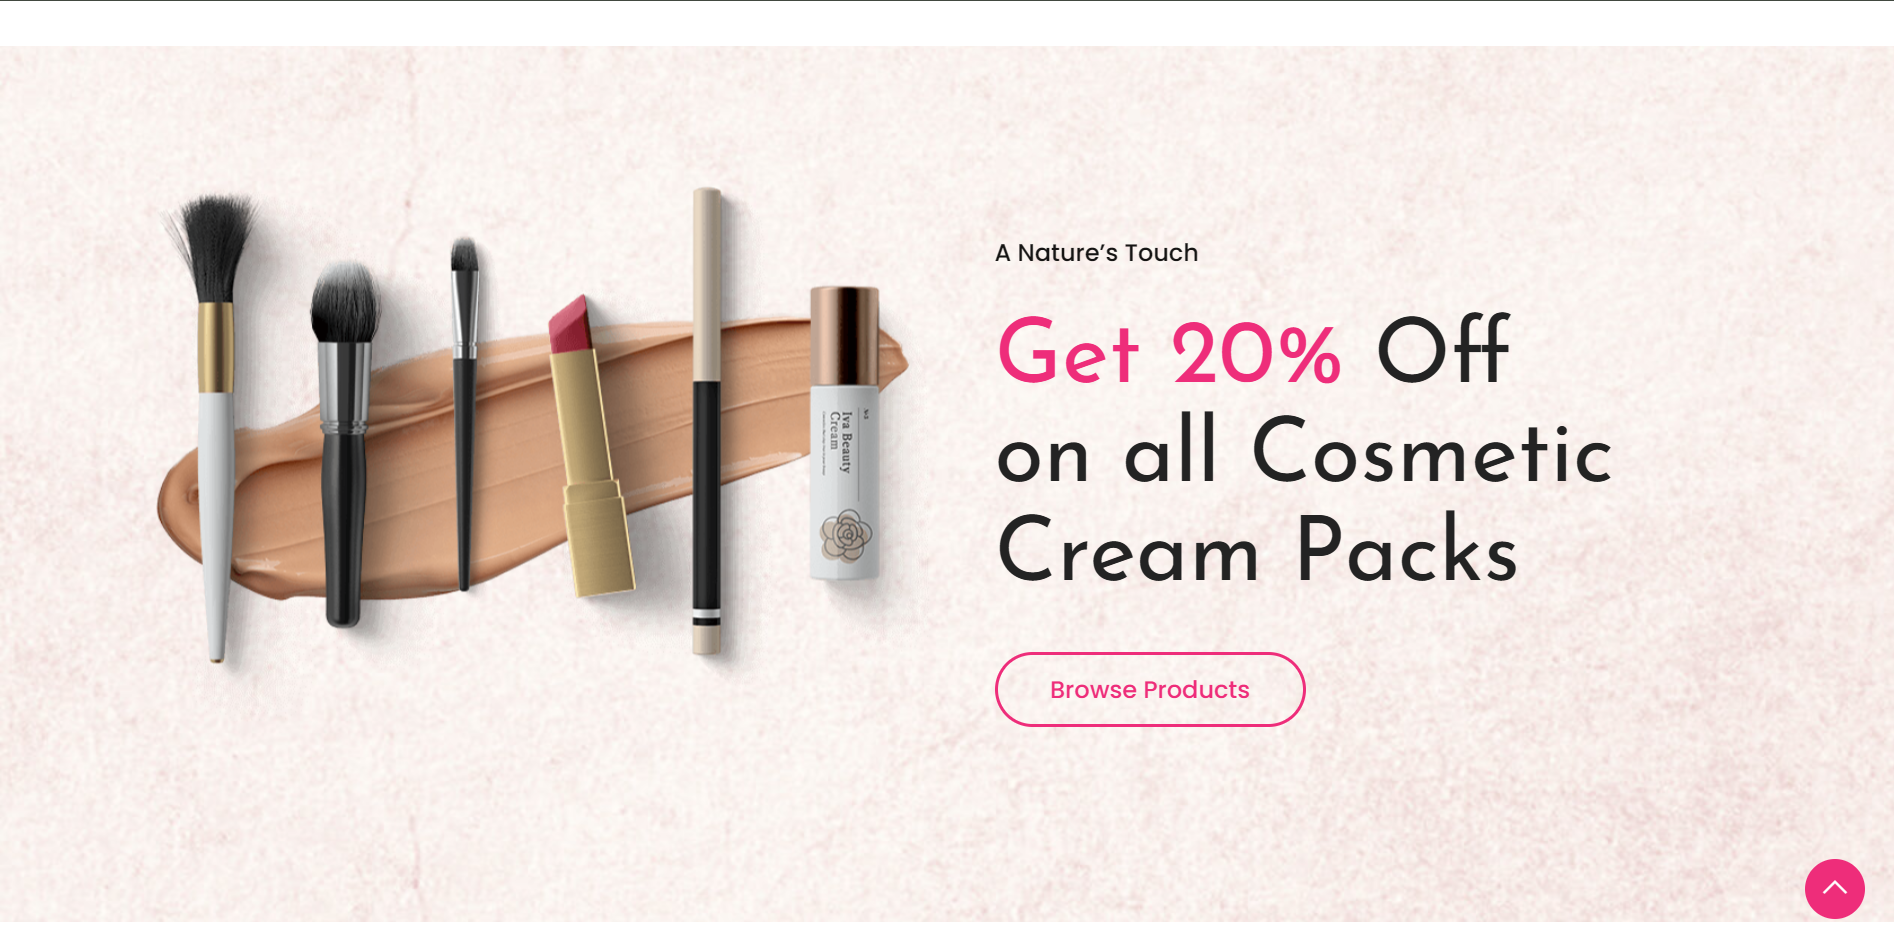 A Nature’s Touch
Get 20% Off
on all Cosmetic
Cream Packs
Browse Products
Iva Beauty
Cream